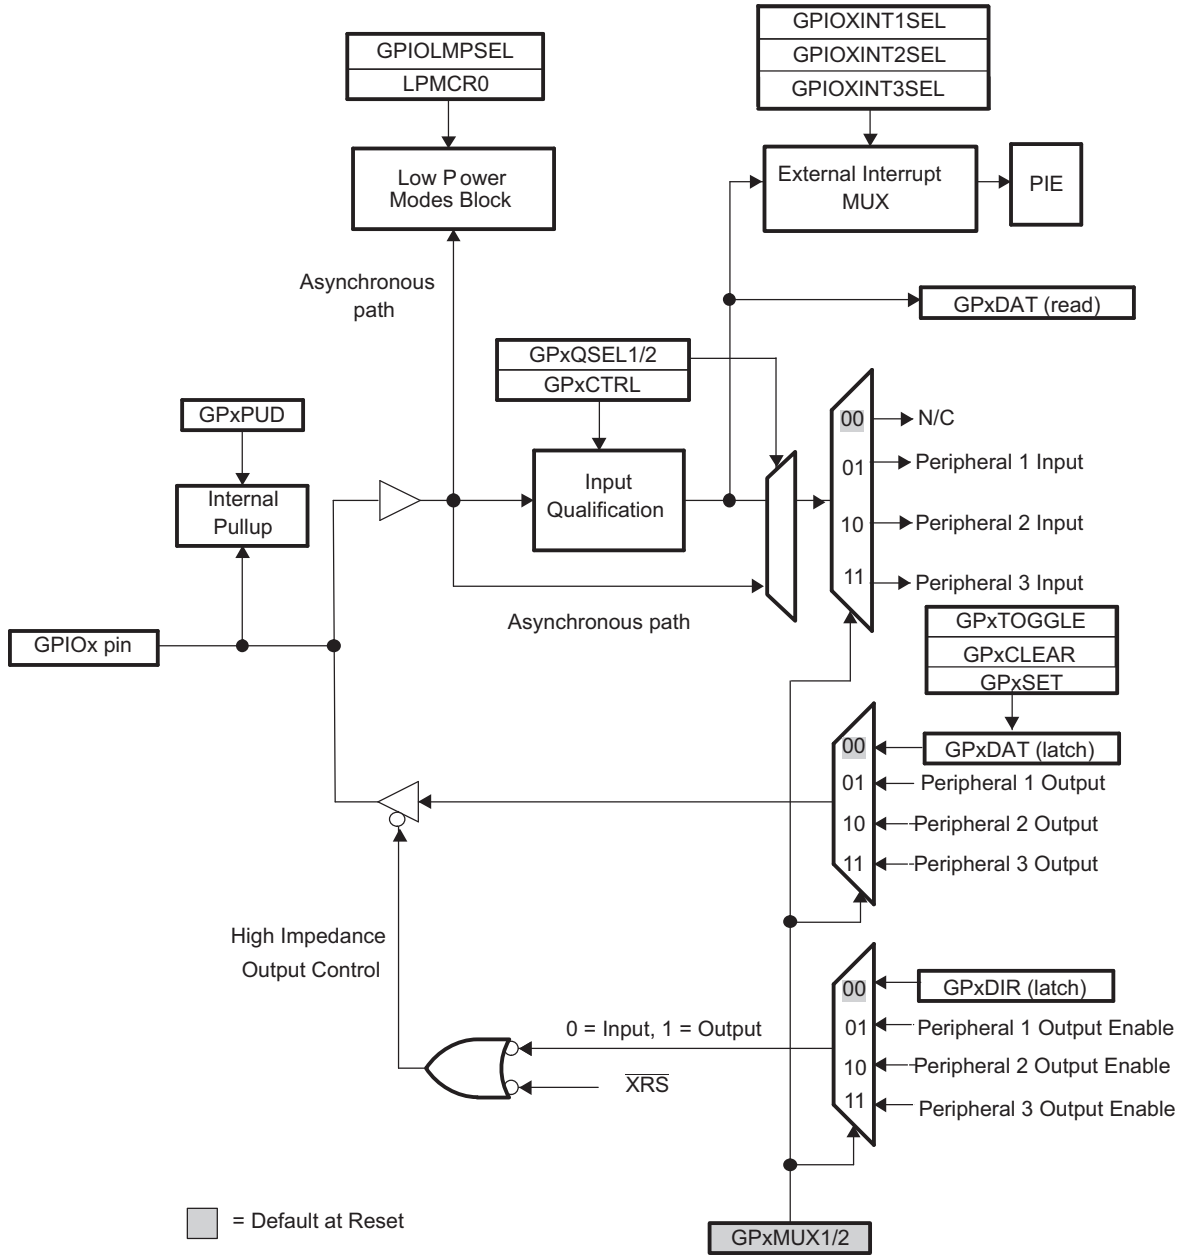 GPIOXINT1SEL
GPIOXINT2SEL
GPIOXINT3SEL
GPIOLMPSEL
LPMCR0
Low Power
Modes Block
External Interrupt
MUX
PIE
Asynchronous
path
GPxDAT (read)
GPxQSEL1/2
GPxCTRL
GPxPUD
Internal
Pullup
Input
Qualification
00
N/C
01
Peripheral 1 Input
10
Peripheral 2 Input
11
Peripheral 3 Input
Asynchronous path
GPIOx pin
GPxTOGGLE
GPxCLEAR
GPxSET
00
GPxDAT (latch)
01
Peripheral 1 Output
10
Peripheral 2 Output
11
Peripheral 3 Output
High Impedance
Output Control
00
GPxDIR (latch)
0 = Input, 1 = Output
01
Peripheral 1 Output Enable
10
Peripheral 2 Output Enable
XRS
11
Peripheral 3 Output Enable
= Default at Reset
GPxMUX1/2